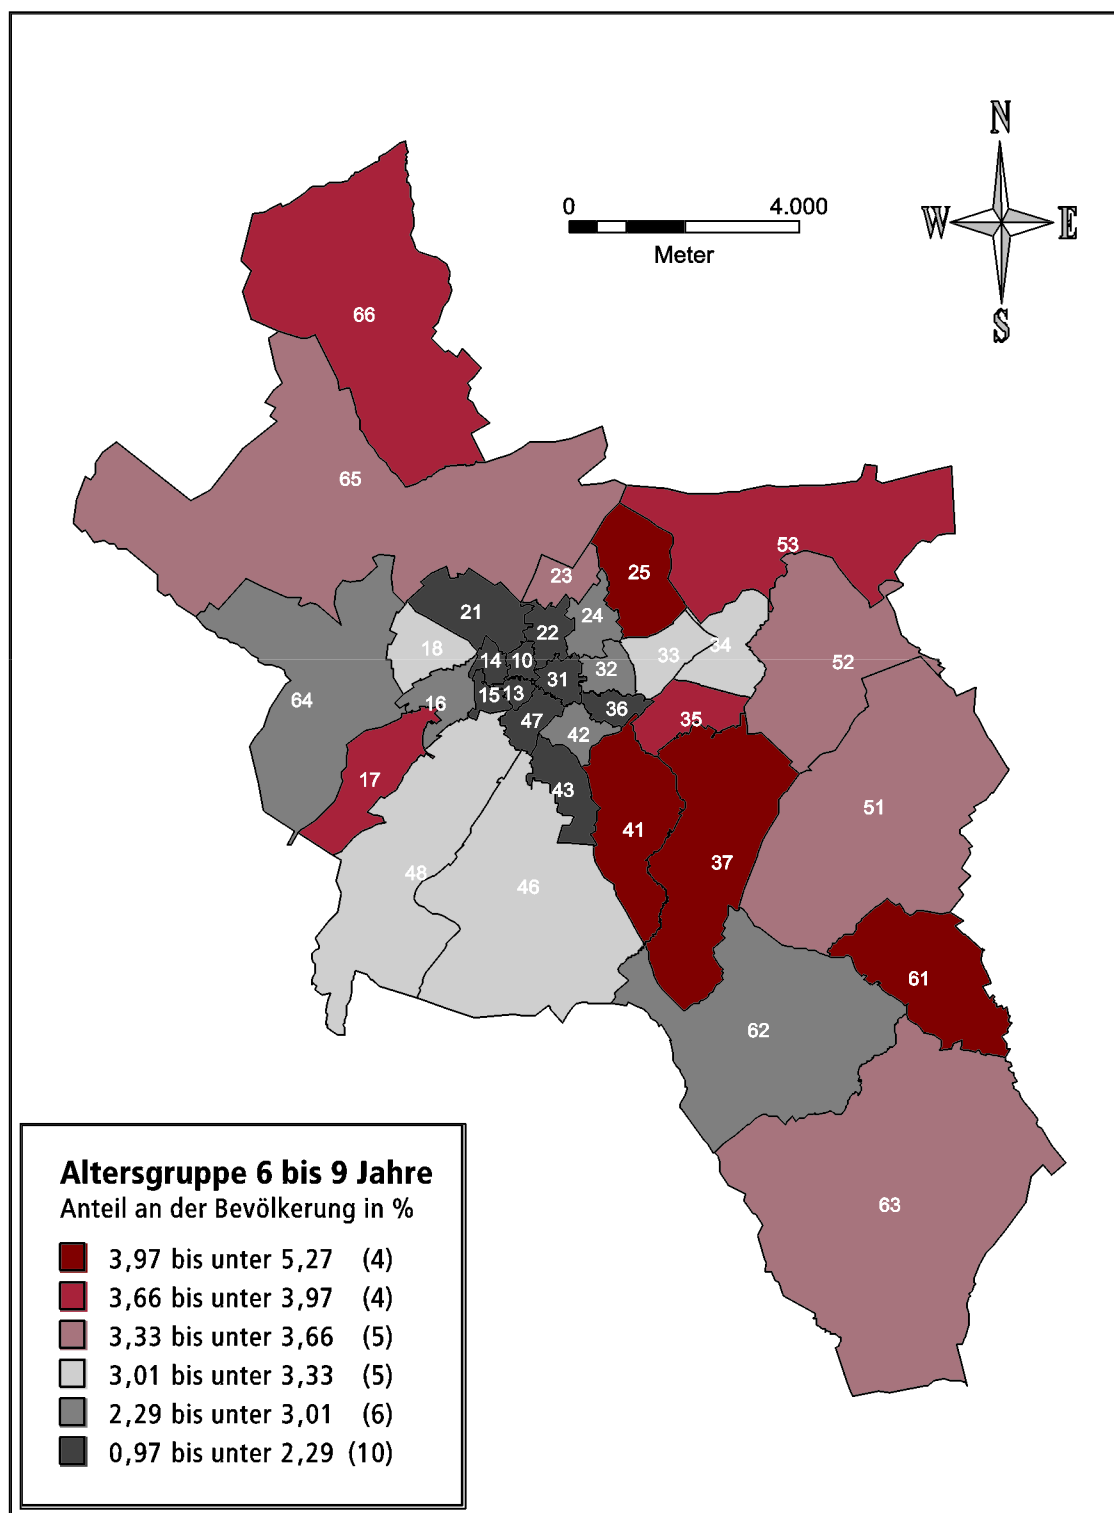 N
0 4.000
W E
Meter
S
66
65
53
25
23
21
24
22
18
33
34
14
10
52
32
31
64
16
15
13
36
47
35
42
17
43
51
41
37
48
46
61
62
63
Altersgruppe 6 bis 9 Jahre
Anteil an der Bevölkerung in %
3,97 bis unter 5,27 (4)
3,66 bis unter 3,97 (4)
3,33 bis unter 3,66 (5)
3,01 bis unter 3,33 (5)
2,29 bis unter 3,01 (6)
0,97 bis unter 2,29 (10)